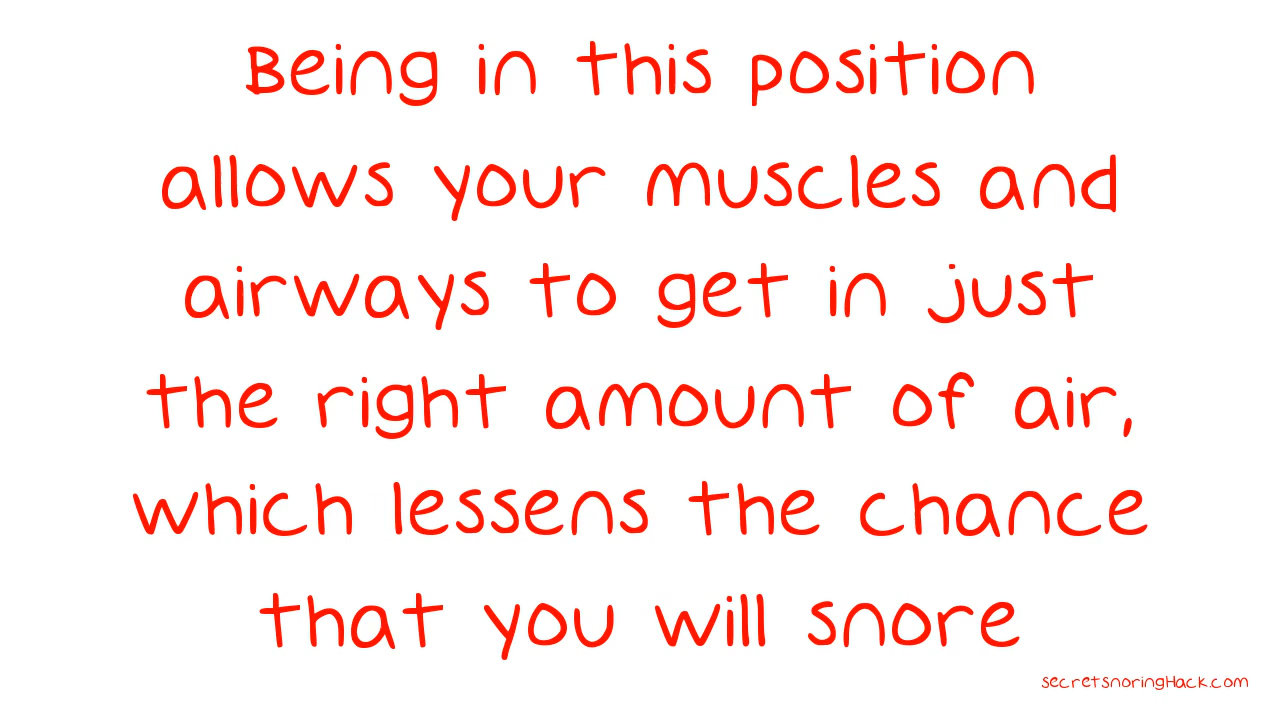 Being in this position
allows your muscles and
airways to get in just
the right amount of air,
which lessens the chance
that you will snore
secretsnoringHack.com